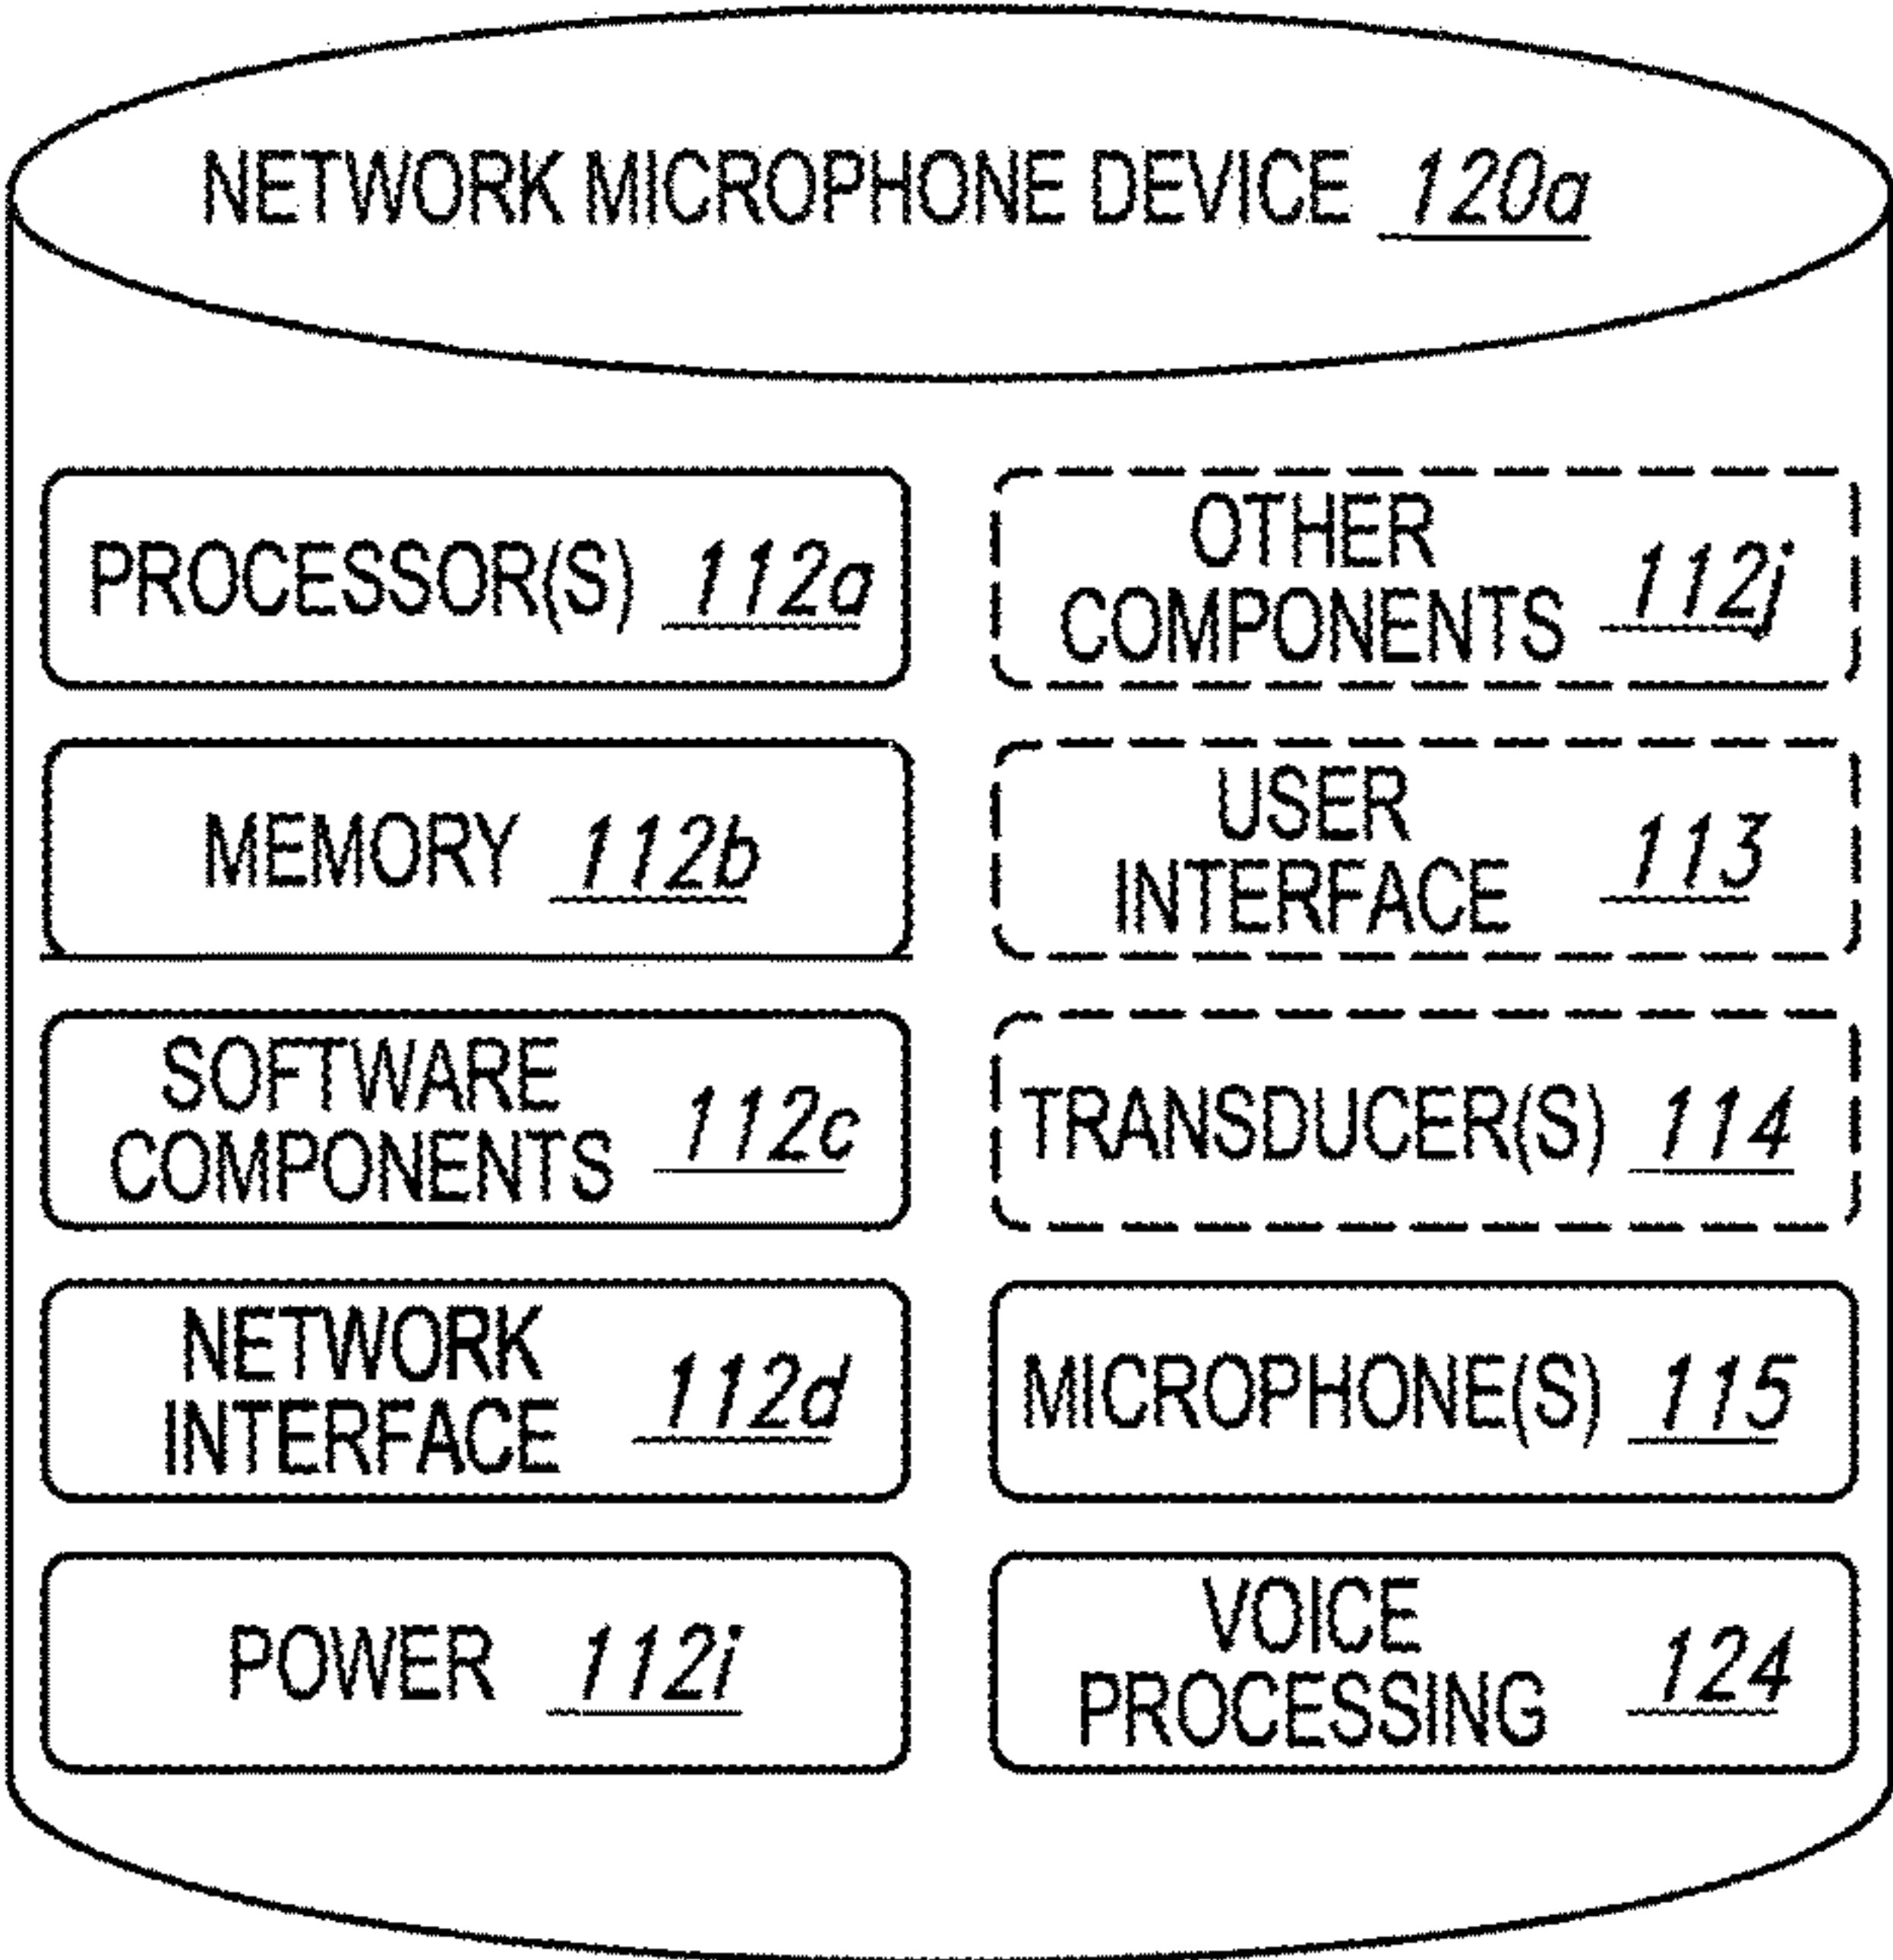 NETWORK MICROPHONE DEVICE 120a
PROCESSOR(S) 112a
MEMORY 112b
SOFTWARE
COMPONENTS 112c
NETWORK
INTERFACE 112d
POWER 112i
OTHER
COMPONENTS 112j
USER
INTERFACE 113
TRANSDUCER(S) 114
MICROPHONE(S) 115
VOICE
PROCESSING 124